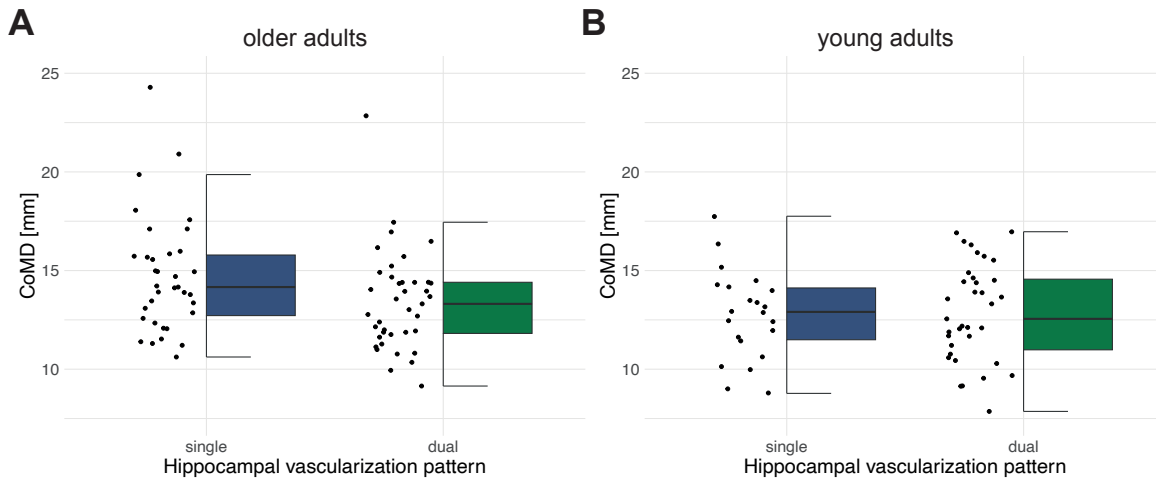 A
older adults
25
20
15
10
CoMD [mm]
single
dual
Hippocampal vascularization pattern
B
young adults
25
20
15
10
CoMD [mm]
single
dual
Hippocampal vascularization pattern